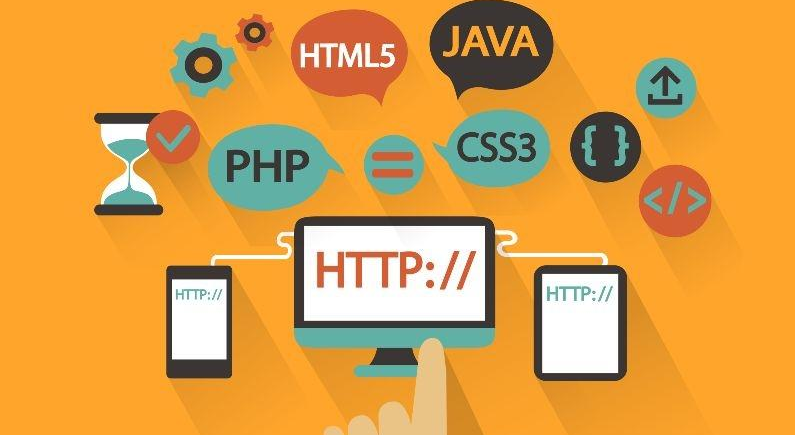 HTML5
JAVA
PHP
=
CSS3
{ }
</>
HTTP://
HTTP://
HTTP://